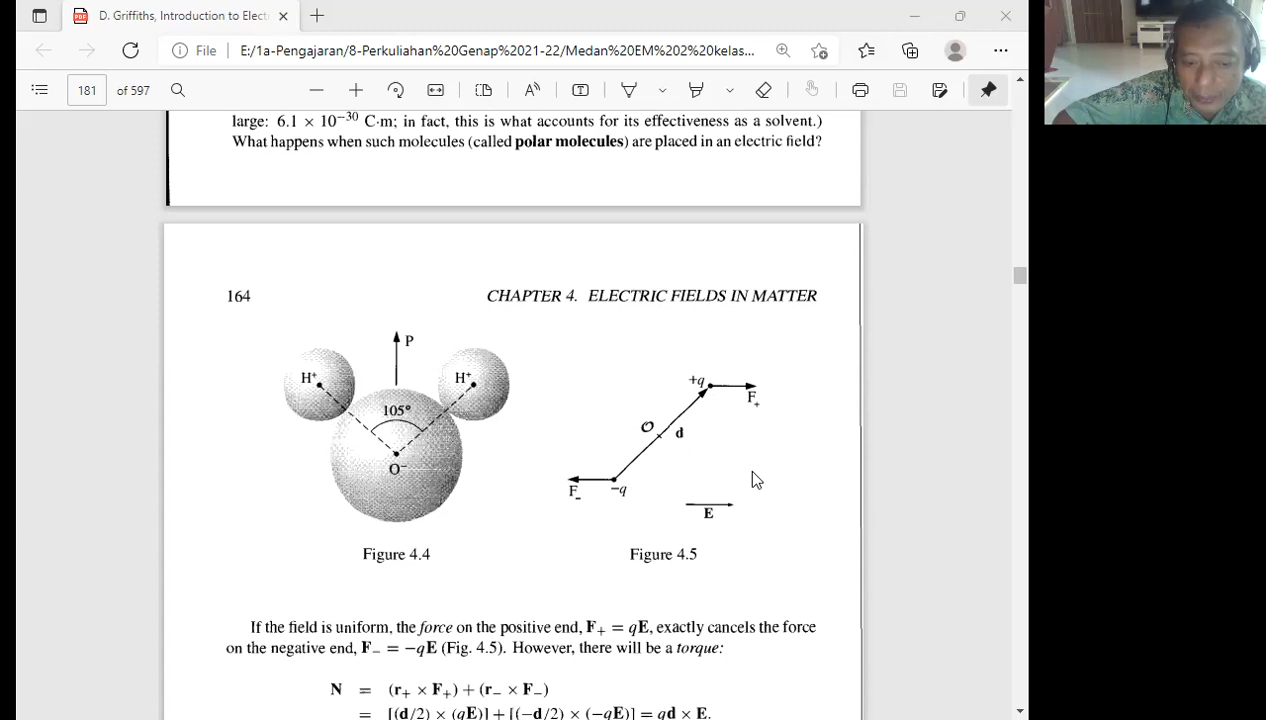 D. Griffiths, Introduction to Electr
File
E:/1a-Pengajaran/8-Perkuliahan%20Genap%2021-22/Medan%20EM%202%20kelas...
181 of 597
large: 6.1 × 10⁻³⁰ C·m; in fact, this is what accounts for its effectiveness as a solvent.)
What happens when such molecules (called polar molecules) are placed in an electric field?
164 CHAPTER 4. ELECTRIC FIELDS IN MATTER
P
H⁺ H⁺
105°
O⁻
+q
F₊
O
d
F₋ −q
E
Figure 4.4 Figure 4.5
If the field is uniform, the force on the positive end, F₊ = qE, exactly cancels the force
on the negative end, F₋ = −qE (Fig. 4.5). However, there will be a torque:
N = (r₊ × F₊) + (r₋ × F₋)
= [(d/2) × (qE)] + [(−d/2) × (−qE)] = qd × E.